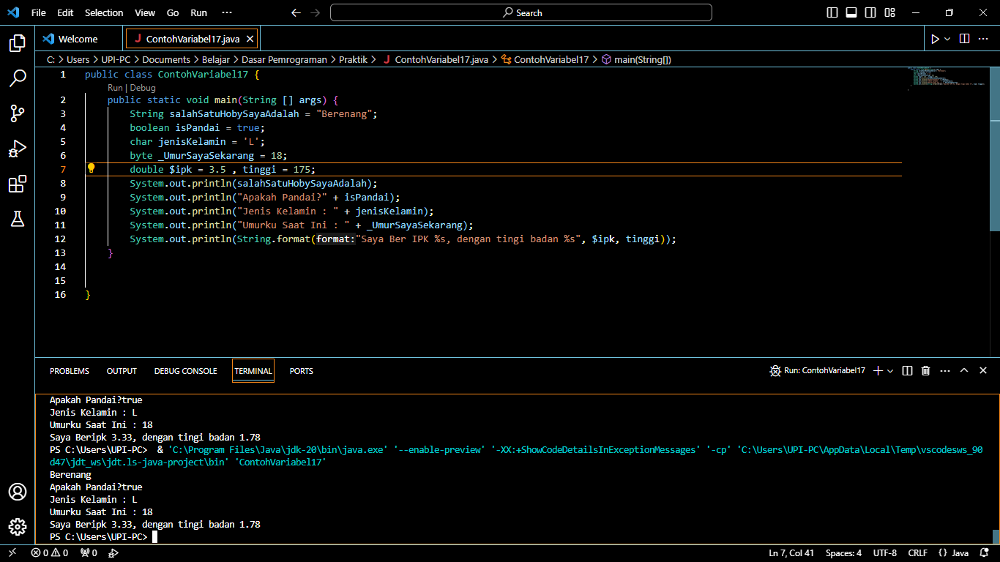 File Edit Selection View Go Run ··· Search
Welcome ContohVariabel17.java
C: > Users > UPI-PC > Documents > Belajar > Dasar Pemrograman > Praktik > J ContohVariabel17.java > ContohVariabel17 > main(String[])
1 public class ContohVariabel17 {
Run | Debug
2 public static void main(String [] args) {
3 String salahSatuHobySayaAdalah = "Berenang";
4 boolean isPandai = true;
5 char jenisKelamin = 'L';
6 byte _UmurSayaSekarang = 18;
7 double $ipk = 3.5 , tinggi = 175;
8 System.out.println(salahSatuHobySayaAdalah);
9 System.out.println("Apakah Pandai?" + isPandai);
10 System.out.println("Jenis Kelamin : " + jenisKelamin);
11 System.out.println("Umurku Saat Ini : " + _UmurSayaSekarang);
12 System.out.println(String.format(format:"Saya Ber IPK %s, dengan tingi badan %s", $ipk, tinggi));
13 }
14
15
16 }
PROBLEMS OUTPUT DEBUG CONSOLE TERMINAL PORTS Run: ContohVariabel17
Apakah Pandai?true
Jenis Kelamin : L
Umurku Saat Ini : 18
Saya Beripk 3.33, dengan tingi badan 1.78
PS C:\Users\UPI-PC> & 'C:\Program Files\Java\jdk-20\bin\java.exe' '--enable-preview' '-XX:+ShowCodeDetailsInExceptionMessages' '-cp' 'C:\Users\UPI-PC\AppData\Local\Temp\vscodesws_90
d47\jdt_ws\jdt.ls-java-project\bin' 'ContohVariabel17'
Berenang
Apakah Pandai?true
Jenis Kelamin : L
Umurku Saat Ini : 18
Saya Beripk 3.33, dengan tingi badan 1.78
PS C:\Users\UPI-PC>
0 0 0 Ln 7, Col 41 Spaces: 4 UTF-8 CRLF {} Java